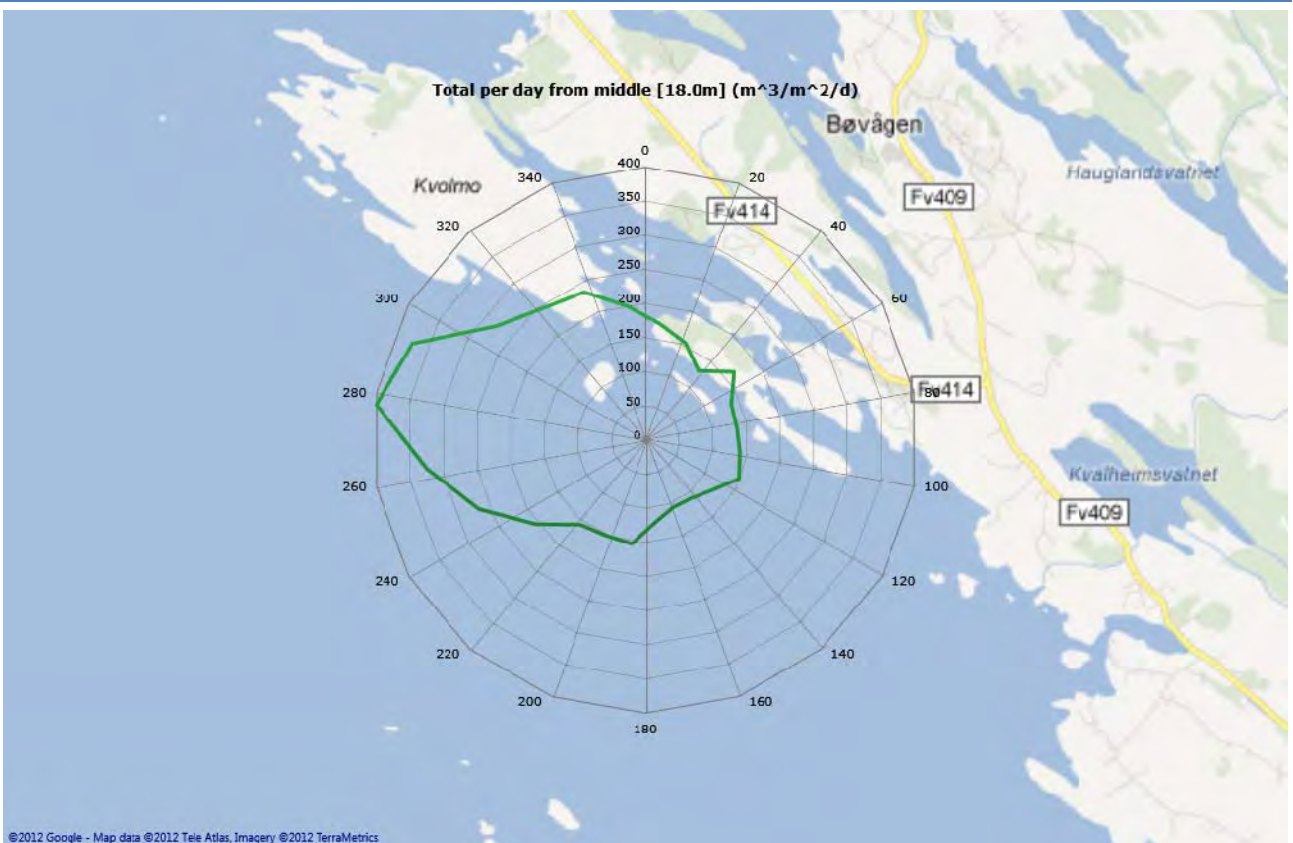 Total per day from middle [18.0m] (m^3/m^2/d)
Bøvågen
Hauglandsvatnet
Kvolmo
Fv409
Fv414
0
20
40
60
80
100
120
140
160
180
200
220
240
260
280
300
320
340
400
350
300
250
200
150
100
50
0
Fv414
Kvalheimsvatnet
Fv409
©2012 Google - Map data ©2012 Tele Atlas, Imagery ©2012 TerraMetrics